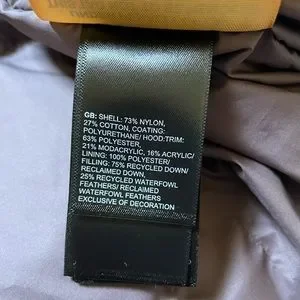 GB: SHELL: 73% NYLON,
27% COTTON, COATING:
POLYURETHANE/ HOOD:TRIM:
63% POLYESTER,
21% MODACRYLIC, 16% ACRYLIC/
LINING: 100% POLYESTER/
FILLING: 75% RECYCLED DOWN/
RECLAIMED DOWN,
25% RECYCLED WATERFOWL
FEATHERS/ RECLAIMED
WATERFOWL FEATHERS
EXCLUSIVE OF DECORATION